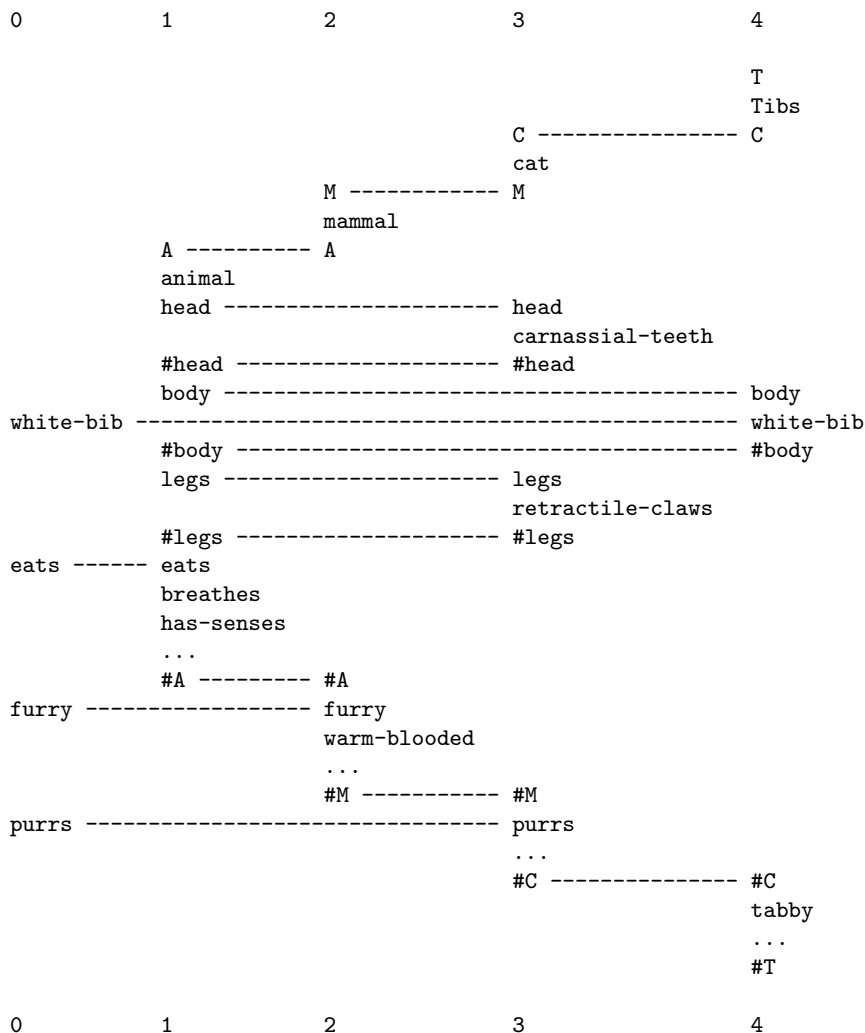 0 1 2 3 4
T
Tibs
C ---------------- C
cat
M ------------ M
mammal
A ---------- A
animal
head ---------------------- head
carnassial-teeth
#head --------------------- #head
body ------------------------------------------ body
white-bib ------------------------------------------------ white-bib
#body ---------------------------------------- #body
legs ---------------------- legs
retractile-claws
#legs --------------------- #legs
eats ------ eats
breathes
has-senses
...
#A --------- #A
furry ------------------ furry
warm-blooded
...
#M ----------- #M
purrs --------------------------------- purrs
...
#C --------------- #C
tabby
...
#T
0 1 2 3 4